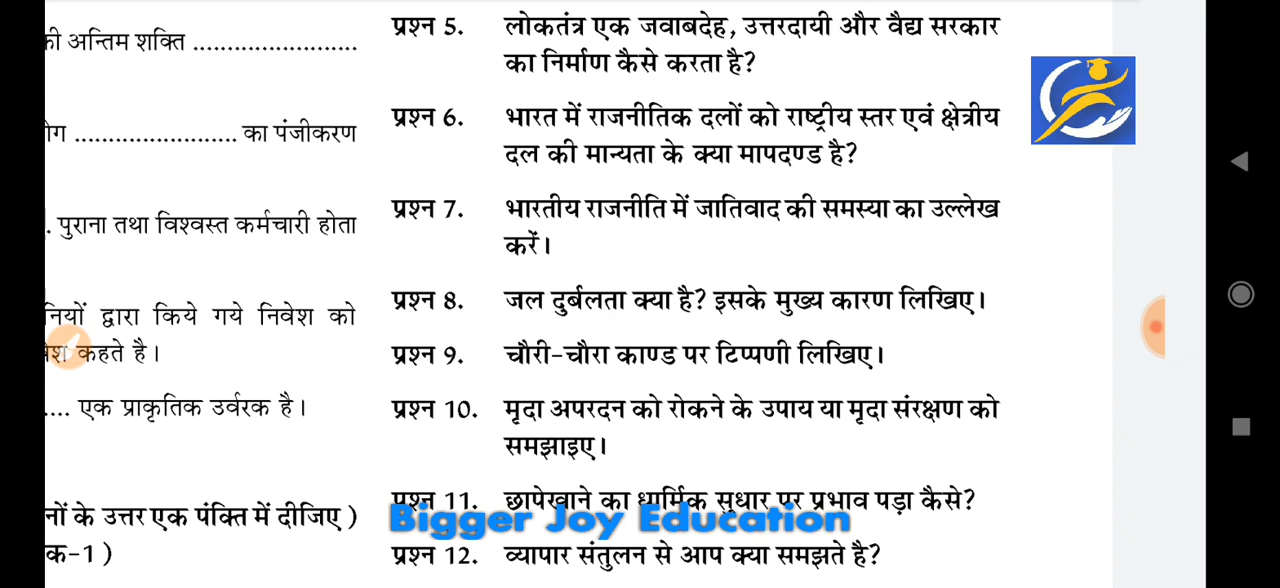 की अन्तिम शक्ति ........................
....................... का पंजीकरण
. पुराना तथा विश्वस्त कर्मचारी होता
द्वारा किये गये निवेश को
कहते है।
.... एक प्राकृतिक उर्वरक है।
नों के उत्तर एक पंक्ति में दीजिए )
क-1 )
प्रश्न 5. लोकतंत्र एक जवाबदेह, उत्तरदायी और वैद्य सरकार
का निर्माण कैसे करता है?
प्रश्न 6. भारत में राजनीतिक दलों को राष्ट्रीय स्तर एवं क्षेत्रीय
दल की मान्यता के क्या मापदण्ड है?
प्रश्न 7. भारतीय राजनीति में जातिवाद की समस्या का उल्लेख
करें।
प्रश्न 8. जल दुर्बलता क्या है? इसके मुख्य कारण लिखिए।
प्रश्न 9. चौरी-चौरा काण्ड पर टिप्पणी लिखिए।
प्रश्न 10. मृदा अपरदन को रोकने के उपाय या मृदा संरक्षण को
समझाइए।
प्रश्न 11. छापेखाने का धार्मिक सुधार पर प्रभाव पड़ा कैसे?
Bigger Joy Education
प्रश्न 12. व्यापार संतुलन से आप क्या समझते है?